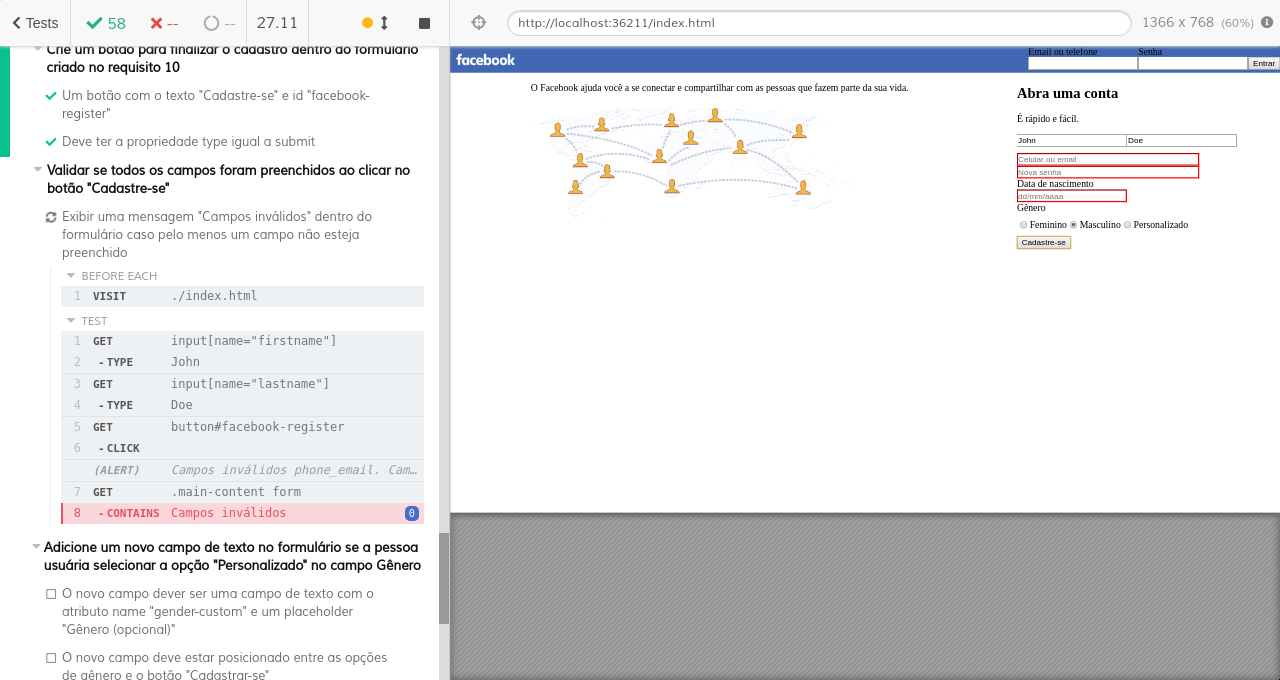 Tests
58
--
--
27.11
http://localhost:36211/index.html
1366 x 768 (60%)
Crie um botão para finalizar o cadastro dentro do formulário
criado no requisito 10
Um botão com o texto "Cadastre-se" e id "facebook-
register"
Deve ter a propriedade type igual a submit
Validar se todos os campos foram preenchidos ao clicar no
botão "Cadastre-se"
Exibir uma mensagem "Campos inválidos" dentro do
formulário caso pelo menos um campo não esteja
preenchido
BEFORE EACH
1 VISIT ./index.html
TEST
1 GET input[name="firstname"]
2 - TYPE John
3 GET input[name="lastname"]
4 - TYPE Doe
5 GET button#facebook-register
6 - CLICK
(ALERT) Campos inválidos phone_email. Cam…
7 GET .main-content form
8 - CONTAINS Campos inválidos 0
Adicione um novo campo de texto no formulário se a pessoa
usuária selecionar a opção "Personalizado" no campo Gênero
O novo campo dever ser uma campo de texto com o
atributo name "gender-custom" e um placeholder
"Gênero (opcional)"
O novo campo deve estar posicionado entre as opções
de gênero e o botão "Cadastrar-se"
facebook
Email ou telefone
Senha
Entrar
O Facebook ajuda você a se conectar e compartilhar com as pessoas que fazem parte da sua vida.
Abra uma conta
É rápido e fácil.
John
Doe
Celular ou email
Nova senha
Data de nascimento
dd/mm/aaaa
Gênero
Feminino Masculino Personalizado
Cadastre-se